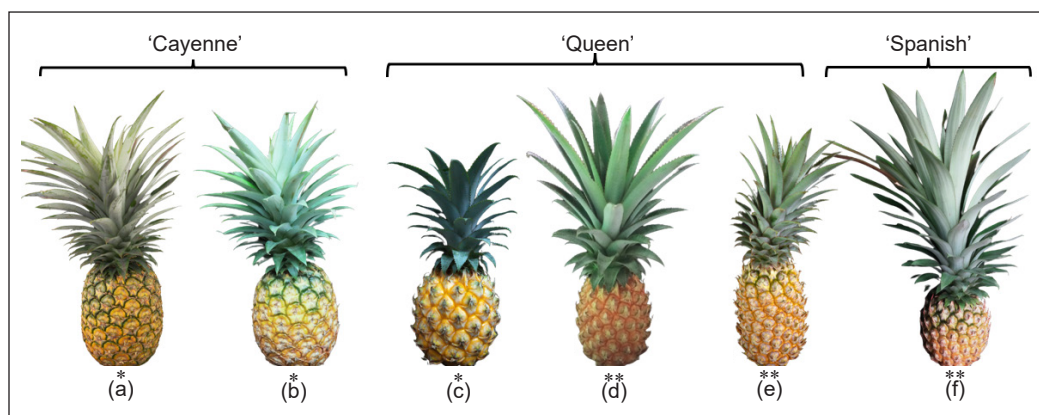 ‘Cayenne’ ‘Queen’ ‘Spanish’
* * * ** ** **
(a) (b) (c) (d) (e) (f)